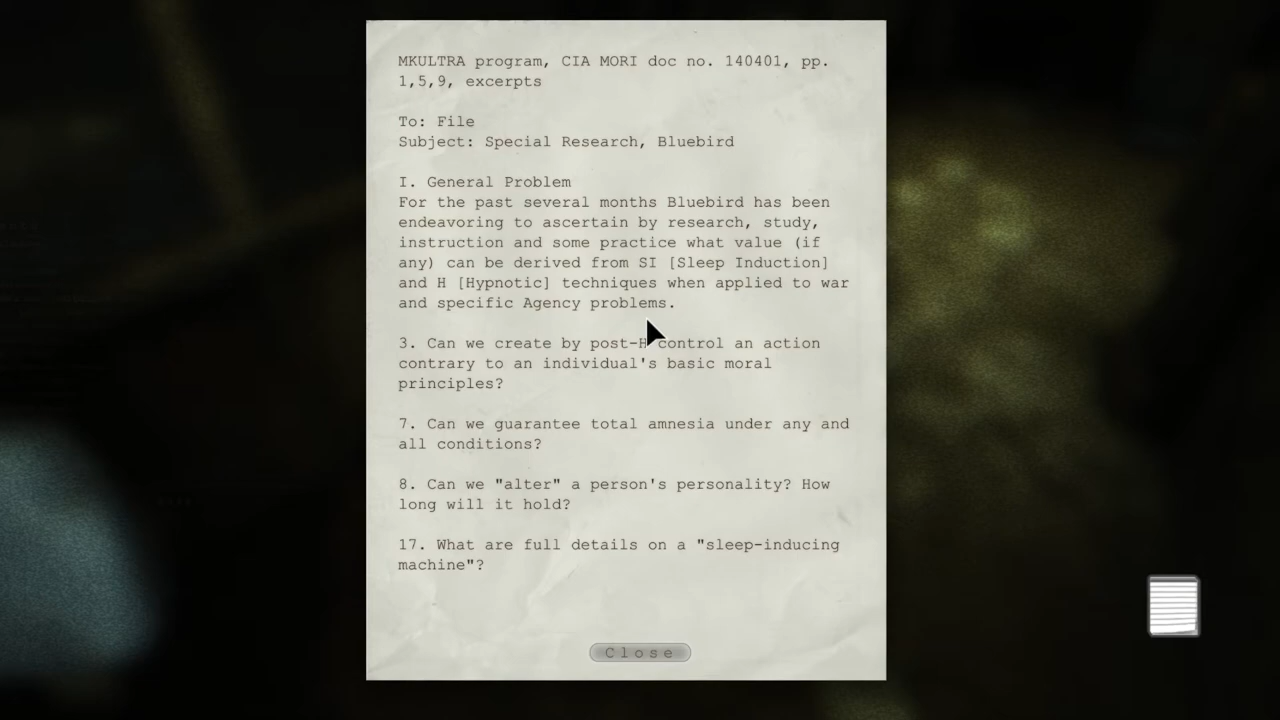 MKULTRA program, CIA MORI doc no. 140401, pp.
1,5,9, excerpts
To: File
Subject: Special Research, Bluebird
I. General Problem
For the past several months Bluebird has been
endeavoring to ascertain by research, study,
instruction and some practice what value (if
any) can be derived from SI [Sleep Induction]
and H [Hypnotic] techniques when applied to war
and specific Agency problems.
3. Can we create by post-H control an action
contrary to an individual's basic moral
principles?
7. Can we guarantee total amnesia under any and
all conditions?
8. Can we "alter" a person's personality? How
long will it hold?
17. What are full details on a "sleep-inducing
machine"?
Close